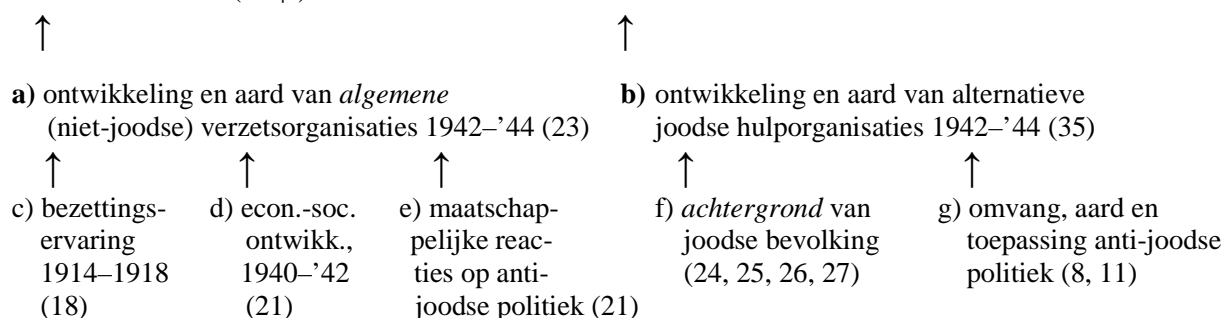 ↑ ↑
a) ontwikkeling en aard van algemene
(niet-joodse) verzetsorganisaties 1942–’44 (23)
b) ontwikkeling en aard van alternatieve
joodse hulporganisaties 1942–’44 (35)
↑ ↑ ↑ ↑ ↑
c) bezettings-
ervaring
1914–1918
(18)
d) econ.-soc.
ontwikk.,
1940–’42
(21)
e) maatschap-
pelijke reac-
ties op anti-
joodse politiek (21)
f) achtergrond van
joodse bevolking
(24, 25, 26, 27)
g) omvang, aard en
toepassing anti-joodse
politiek (8, 11)